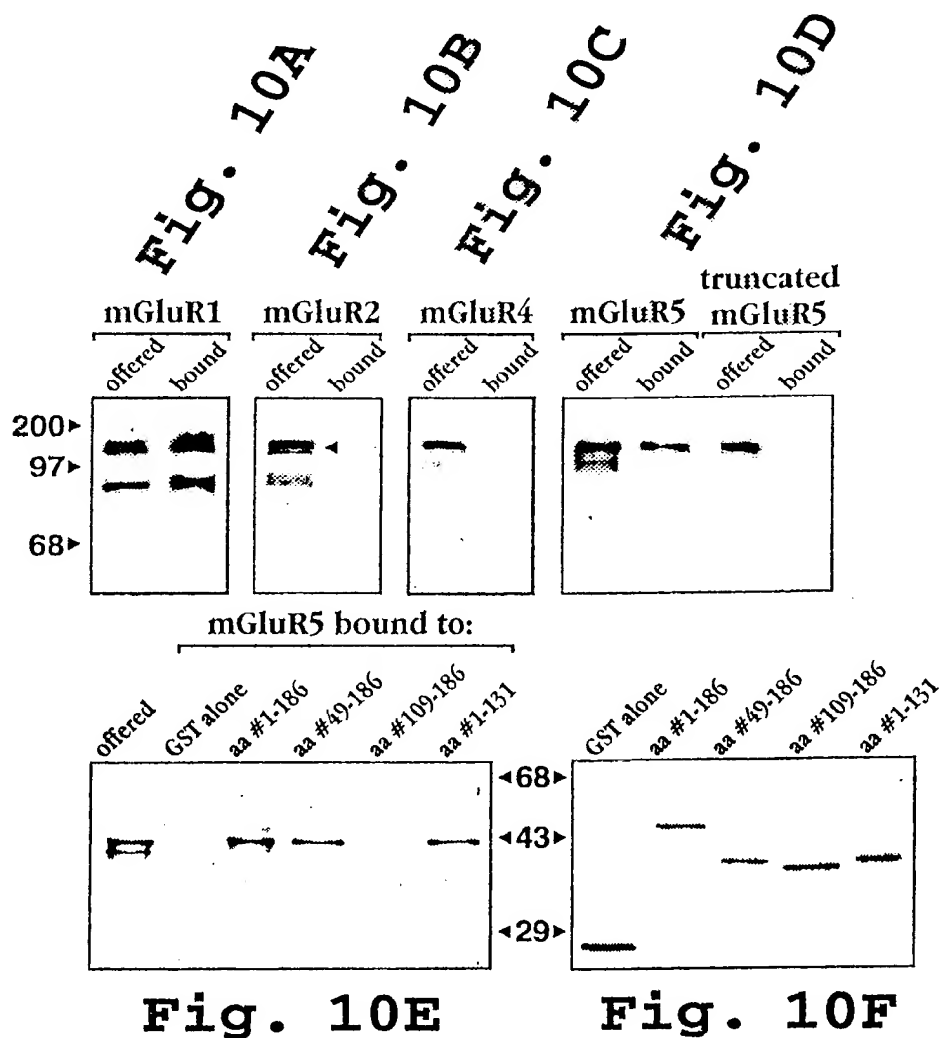 Fig. 10A
Fig. 10B
Fig. 10C
Fig. 10D
mGluR1
mGluR2
mGluR4
mGluR5
truncated
mGluR5
offered
bound
offered
bound
offered
bound
offered
bound
offered
bound
200►
97►
68►
mGluR5 bound to:
offered
GST alone
aa #1-186
aa #49-186
aa #109-186
aa #1-131
GST alone
aa #1-186
aa #49-186
aa #109-186
aa #1-131
◄68►
◄43►
◄29►
Fig. 10E
Fig. 10F